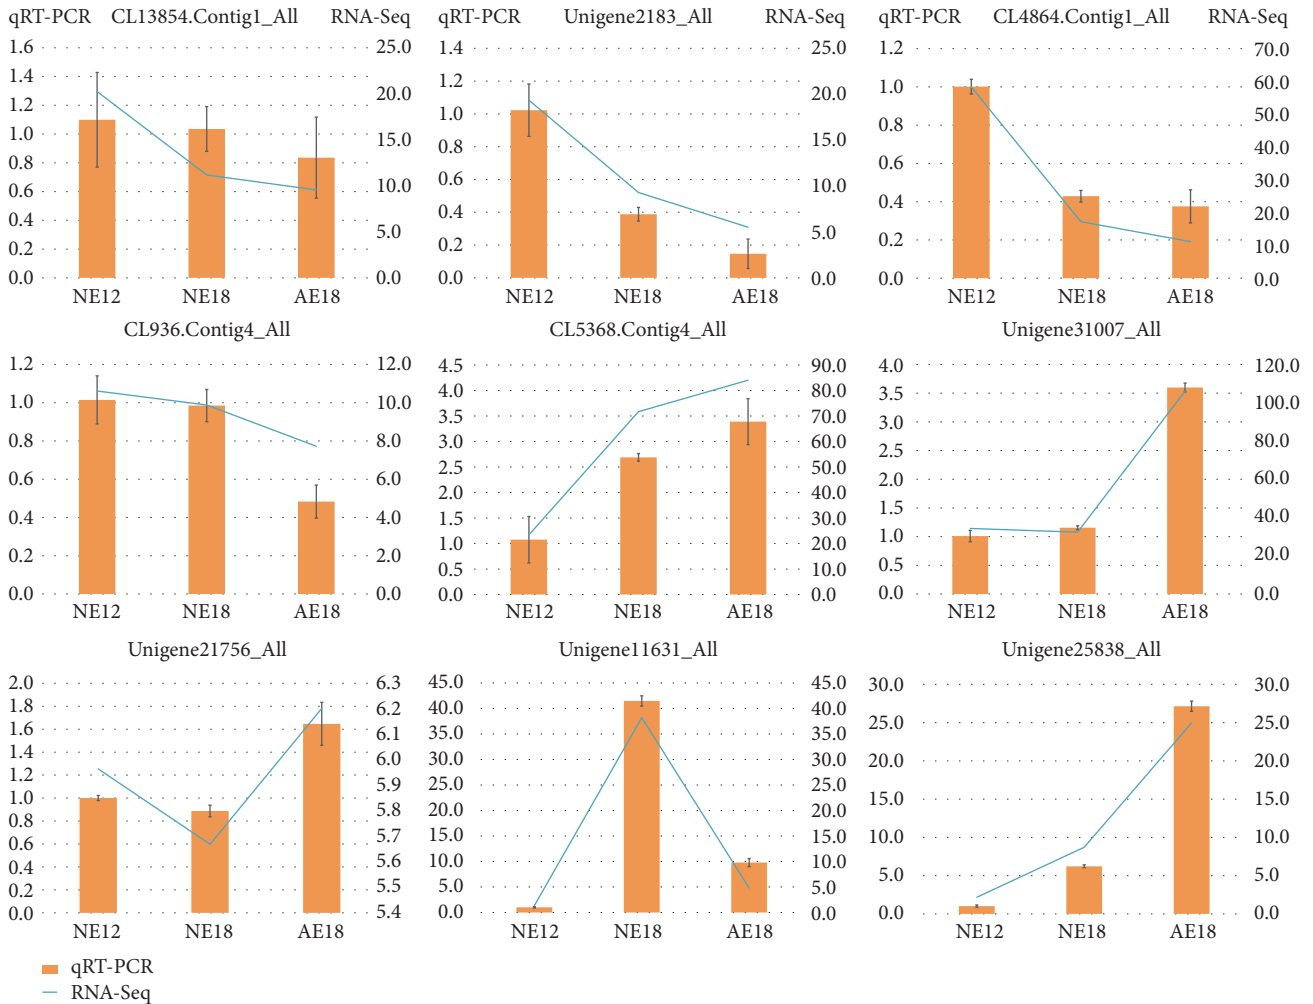 qRT-PCR CL13854.Contig1_All RNA-Seq
1.6 1.4 1.2 1.0 0.8 0.6 0.4 0.2 0.0
25.0 20.0 15.0 10.0 5.0 0.0
NE12 NE18 AE18
qRT-PCR Unigene2183_All RNA-Seq
1.4 1.2 1.0 0.8 0.6 0.4 0.2 0.0
25.0 20.0 15.0 10.0 5.0 0.0
NE12 NE18 AE18
qRT-PCR CL4864.Contig1_All RNA-Seq
1.2 1.0 0.8 0.6 0.4 0.2 0.0
70.0 60.0 50.0 40.0 30.0 20.0 10.0 0.0
NE12 NE18 AE18
CL936.Contig4_All
1.2 1.0 0.8 0.6 0.4 0.2 0.0
12.0 10.0 8.0 6.0 4.0 2.0 0.0
NE12 NE18 AE18
CL5368.Contig4_All
4.5 4.0 3.5 3.0 2.5 2.0 1.5 1.0 0.5 0.0
90.0 80.0 70.0 60.0 50.0 40.0 30.0 20.0 10.0 0.0
NE12 NE18 AE18
Unigene31007_All
4.0 3.5 3.0 2.5 2.0 1.5 1.0 0.5 0.0
120.0 100.0 80.0 60.0 40.0 20.0 0.0
NE12 NE18 AE18
Unigene21756_All
2.0 1.8 1.6 1.4 1.2 1.0 0.8 0.6 0.4 0.2 0.0
6.3 6.2 6.1 6.0 5.9 5.8 5.7 5.6 5.5 5.4
NE12 NE18 AE18
Unigene11631_All
45.0 40.0 35.0 30.0 25.0 20.0 15.0 10.0 5.0 0.0
45.0 40.0 35.0 30.0 25.0 20.0 15.0 10.0 5.0 0.0
NE12 NE18 AE18
Unigene25838_All
30.0 25.0 20.0 15.0 10.0 5.0 0.0
30.0 25.0 20.0 15.0 10.0 5.0 0.0
NE12 NE18 AE18
qRT-PCR
RNA-Seq